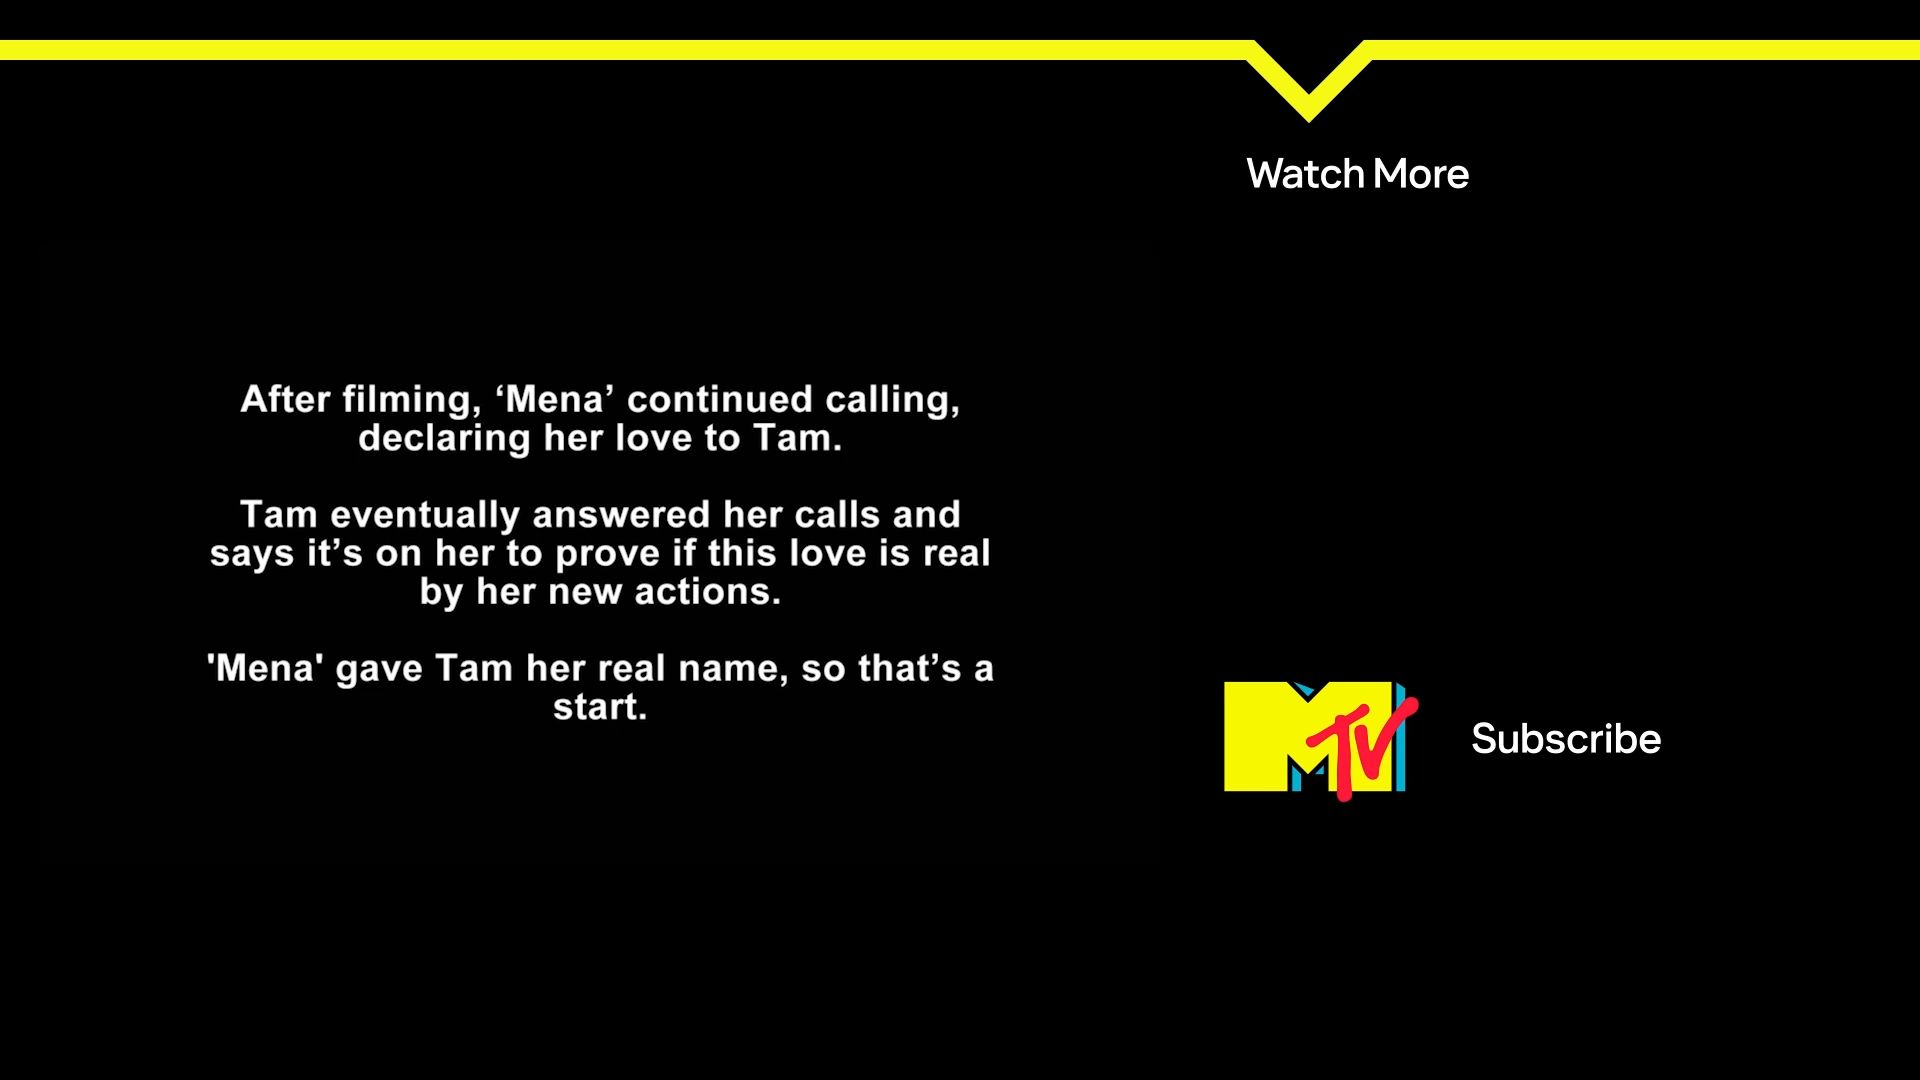 Watch More
After filming, ‘Mena’ continued calling,
declaring her love to Tam.
Tam eventually answered her calls and
says it’s on her to prove if this love is real
by her new actions.
'Mena' gave Tam her real name, so that’s a
start.
MTV
Subscribe